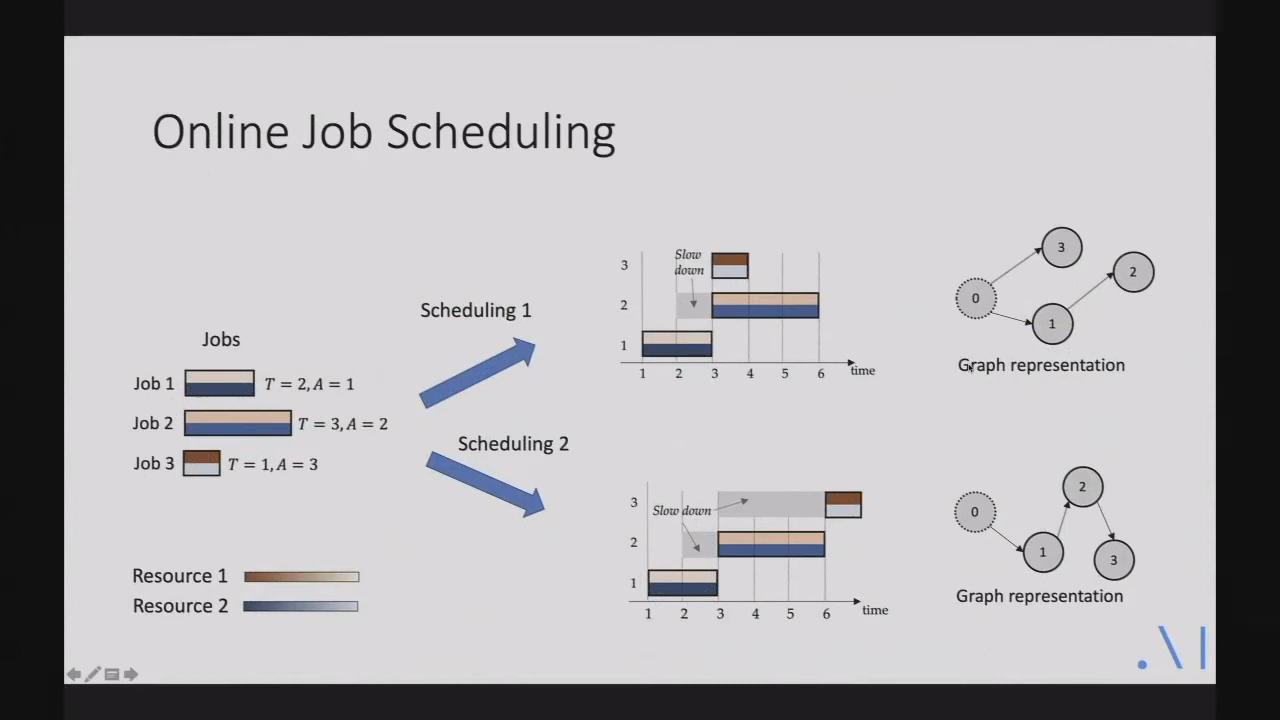 Online Job Scheduling
Jobs
Job 1
T = 2, A = 1
Job 2
T = 3, A = 2
Job 3
T = 1, A = 3
Resource 1
Resource 2
Scheduling 1
Scheduling 2
Slow
down
3
2
1
1 2 3 4 5 6 time
0
3
1
2
Graph representation
Slow down
3
2
1
1 2 3 4 5 6 time
0
1
2
3
Graph representation
.\|